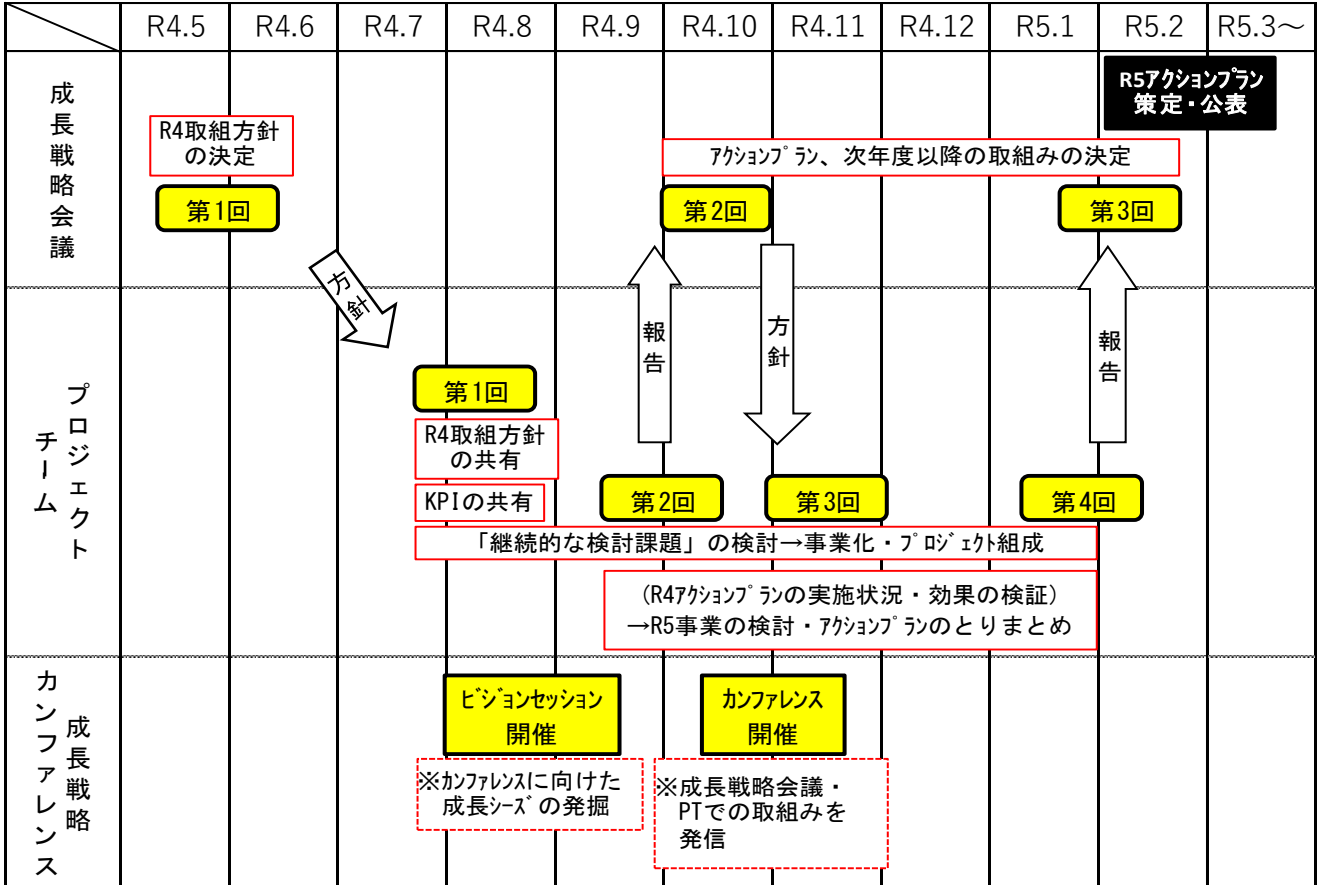 R4.5 R4.6 R4.7 R4.8 R4.9 R4.10 R4.11 R4.12 R5.1 R5.2 R5.3～
成長戦略会議
R5ｱｸｼｮﾝﾌﾟﾗﾝ
策定・公表
R4取組方針
の決定
ｱｸｼｮﾝﾌﾟﾗﾝ、次年度以降の取組みの決定
第1回
第2回
第3回
方針
報告
方針
報告
プロジェクト
チーム
第1回
R4取組方針
の共有
KPIの共有
第2回
第3回
第4回
「継続的な検討課題」の検討→事業化・ﾌﾟﾛｼﾞｪｸﾄ組成
(R4ｱｸｼｮﾝﾌﾟﾗﾝの実施状況・効果の検証)
→R5事業の検討・ｱｸｼｮﾝﾌﾟﾗﾝのとりまとめ
成長戦略
カンファレンス
ﾋﾞｼﾞｮﾝｾｯｼｮﾝ
開催
ｶﾝﾌｧﾚﾝｽ
開催
※ｶﾝﾌｧﾚﾝｽに向けた
成長ｼｰｽﾞの発掘
※成長戦略会議・
PTでの取組みを
発信